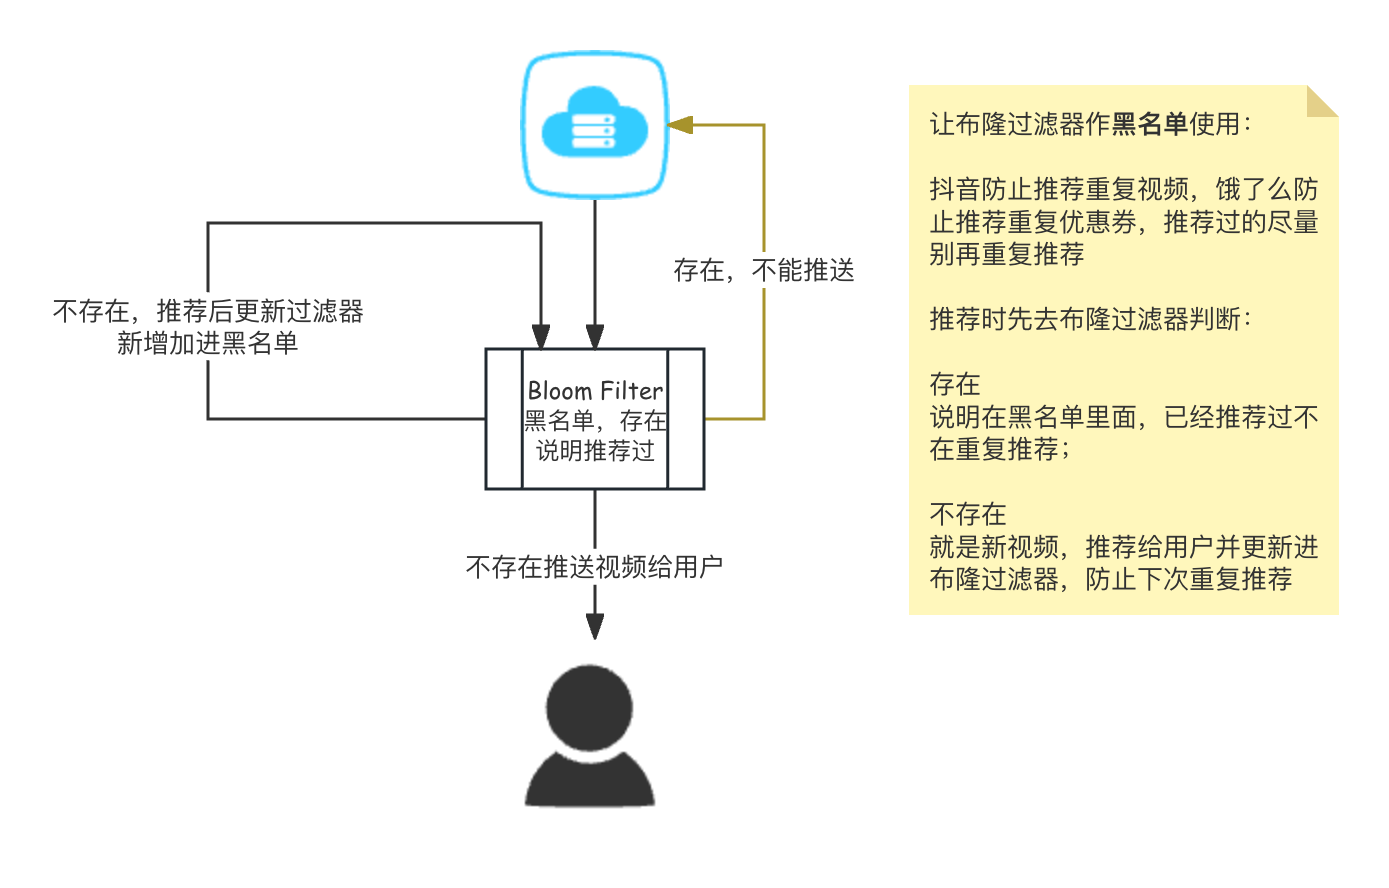 存在，不能推送
不存在，推荐后更新过滤器
新增加进黑名单
Bloom Filter
黑名单，存在
说明推荐过
不存在推送视频给用户
让布隆过滤器作黑名单使用：
抖音防止推荐重复视频，饿了么防
止推荐重复优惠券，推荐过的尽量
别再重复推荐
推荐时先去布隆过滤器判断：
存在
说明在黑名单里面，已经推荐过不
在重复推荐；
不存在
就是新视频，推荐给用户并更新进
布隆过滤器，防止下次重复推荐